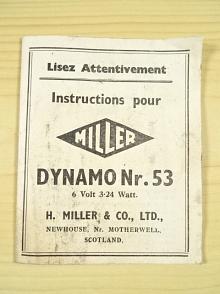 Lisez Attentivement
Instructions pour
MILLER
DYNAMO Nr. 53
6 Volt 3·24 Watt.
H. MILLER & CO., LTD.,
NEWHOUSE, Nr. MOTHERWELL,
SCOTLAND.